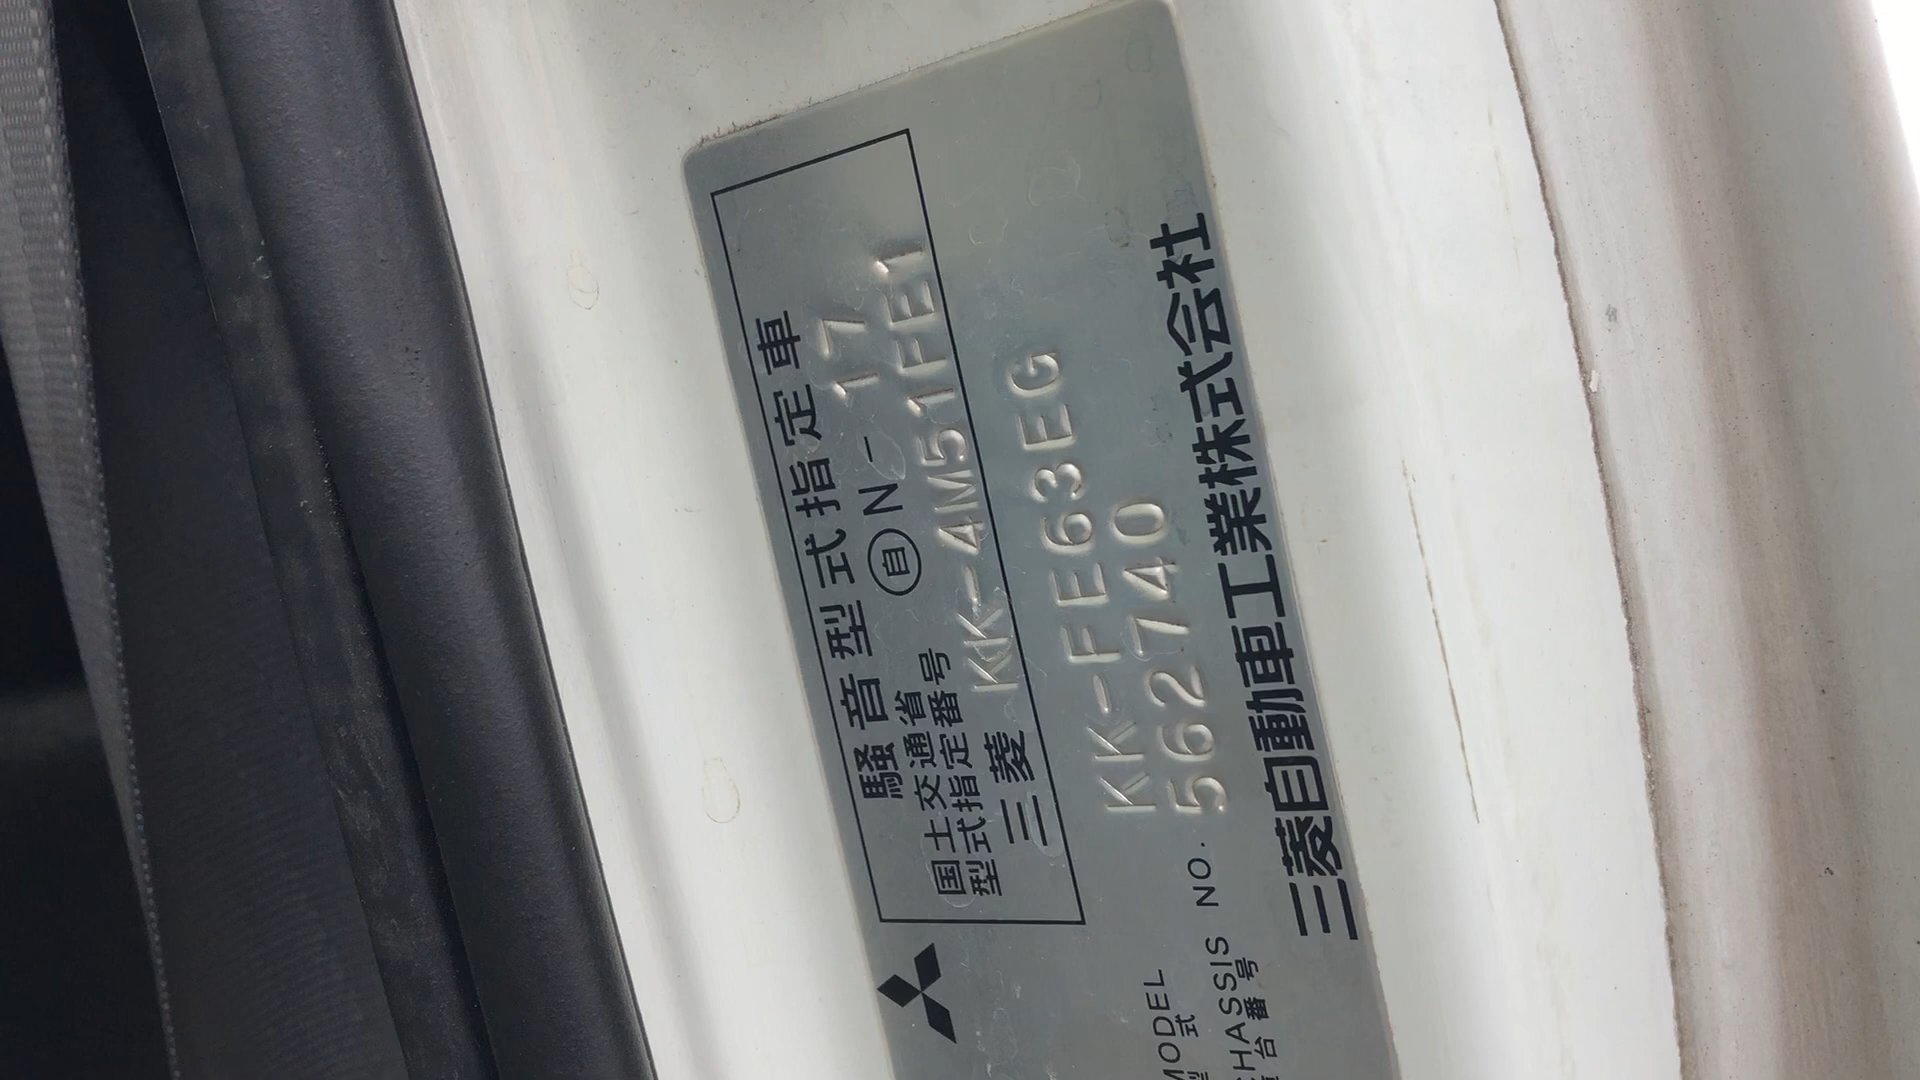 騒音型式指定車
国土交通省
型式指定番号
自 N- 17
三菱 KK-4M51FE1
MODEL KK-FE63EG
型式
CHASSIS NO. 562740
車台番号
三菱自動車工業株式会社